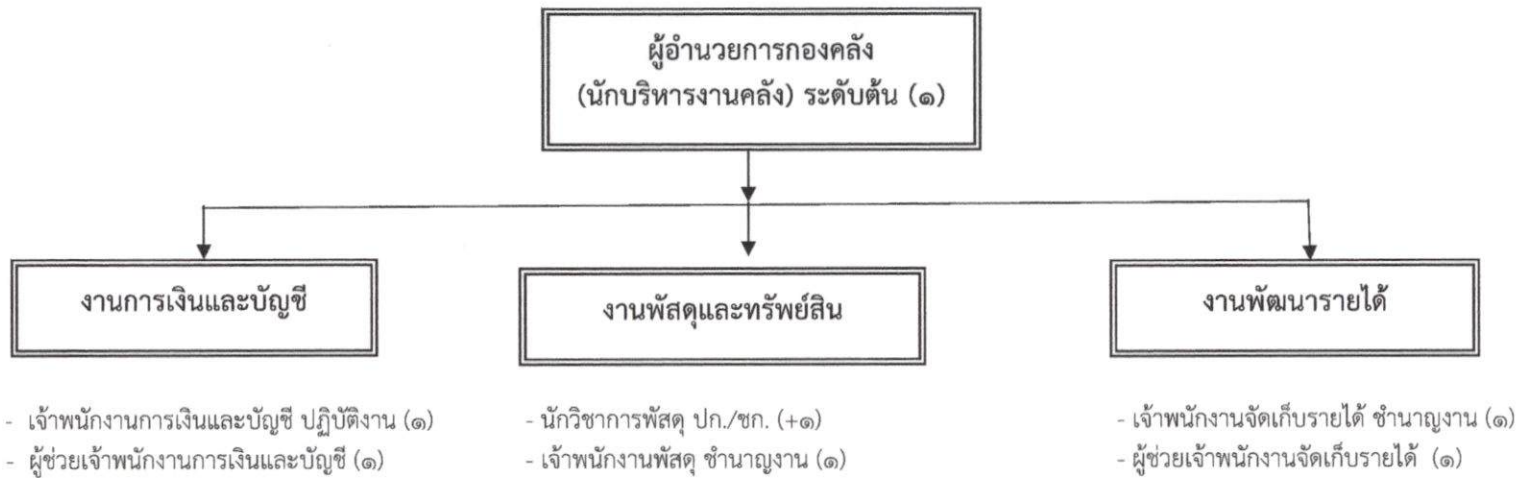 ผู้อำนวยการกองคลัง
(นักบริหารงานคลัง) ระดับต้น (๑)
งานการเงินและบัญชี
- เจ้าพนักงานการเงินและบัญชี ปฏิบัติงาน (๑)
- ผู้ช่วยเจ้าพนักงานการเงินและบัญชี (๑)
งานพัสดุและทรัพย์สิน
- นักวิชาการพัสดุ ปก./ชก. (+๑)
- เจ้าพนักงานพัสดุ ชำนาญงาน (๑)
งานพัฒนารายได้
- เจ้าพนักงานจัดเก็บรายได้ ชำนาญงาน (๑)
- ผู้ช่วยเจ้าพนักงานจัดเก็บรายได้ (๑)